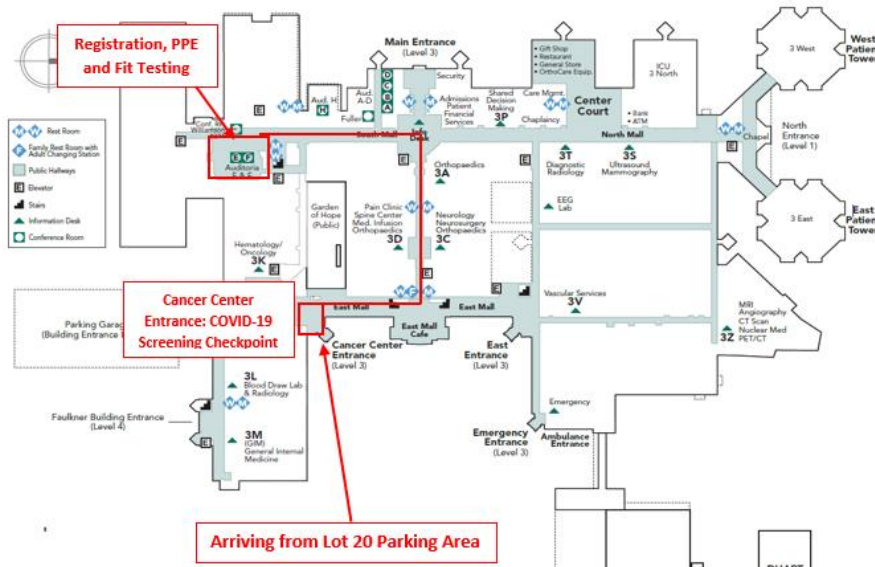 Registration, PPE
and Fit Testing
Main Entrance
(Level 3)
Security
Admissions
Patient
Financial
Services
Aud. H
H
Aud.
A-D
D
C
B
A
Fuller
Conf. Rm.
South Mall
Desk
E F
Auditoria
E & F
Shared
Decision
Making
3P
Care Mgmt.
Chaplaincy
• Gift Shop
• Restaurant
• General Store
• OrthoCare Equip.
Center
Court
ICU
3 North
• Bank
• ATM
North Mall
3 West
West
Patient
Tower
Chapel
North
Entrance
(Level 1)
3 East
East
Patient
Tower
W M Rest Room
F Family Rest Room with
Adult Changing Station
Public Hallways
E Elevator
Stairs
Information Desk
Conference Room
Orthopaedics
3A
3T
Diagnostic
Radiology
3S
Ultrasound
Mammography
EEG
Lab
Garden
of Hope
(Public)
Pain Clinic
Spine Center
Med. Infusion
Orthopaedics
3D
Neurology
Neurosurgery
Orthopaedics
3C
Hematology/
Oncology
3K
Vascular Services
3V
MRI
Angiography
CT Scan
Nuclear Med
PET/CT
3Z
Cancer Center
Entrance: COVID-19
Screening Checkpoint
Parking Garag
(Building Entrance
East Mall
East Mall
East Mall
Cafe
Cancer Center
Entrance
(Level 3)
East
Entrance
(Level 3)
3L
Blood Draw Lab
& Radiology
Faulkner Building Entrance
(Level 4)
3M
(GIM)
General Internal
Medicine
Emergency
Emergency
Entrance
(Level 3)
Ambulance
Entrance
Arriving from Lot 20 Parking Area